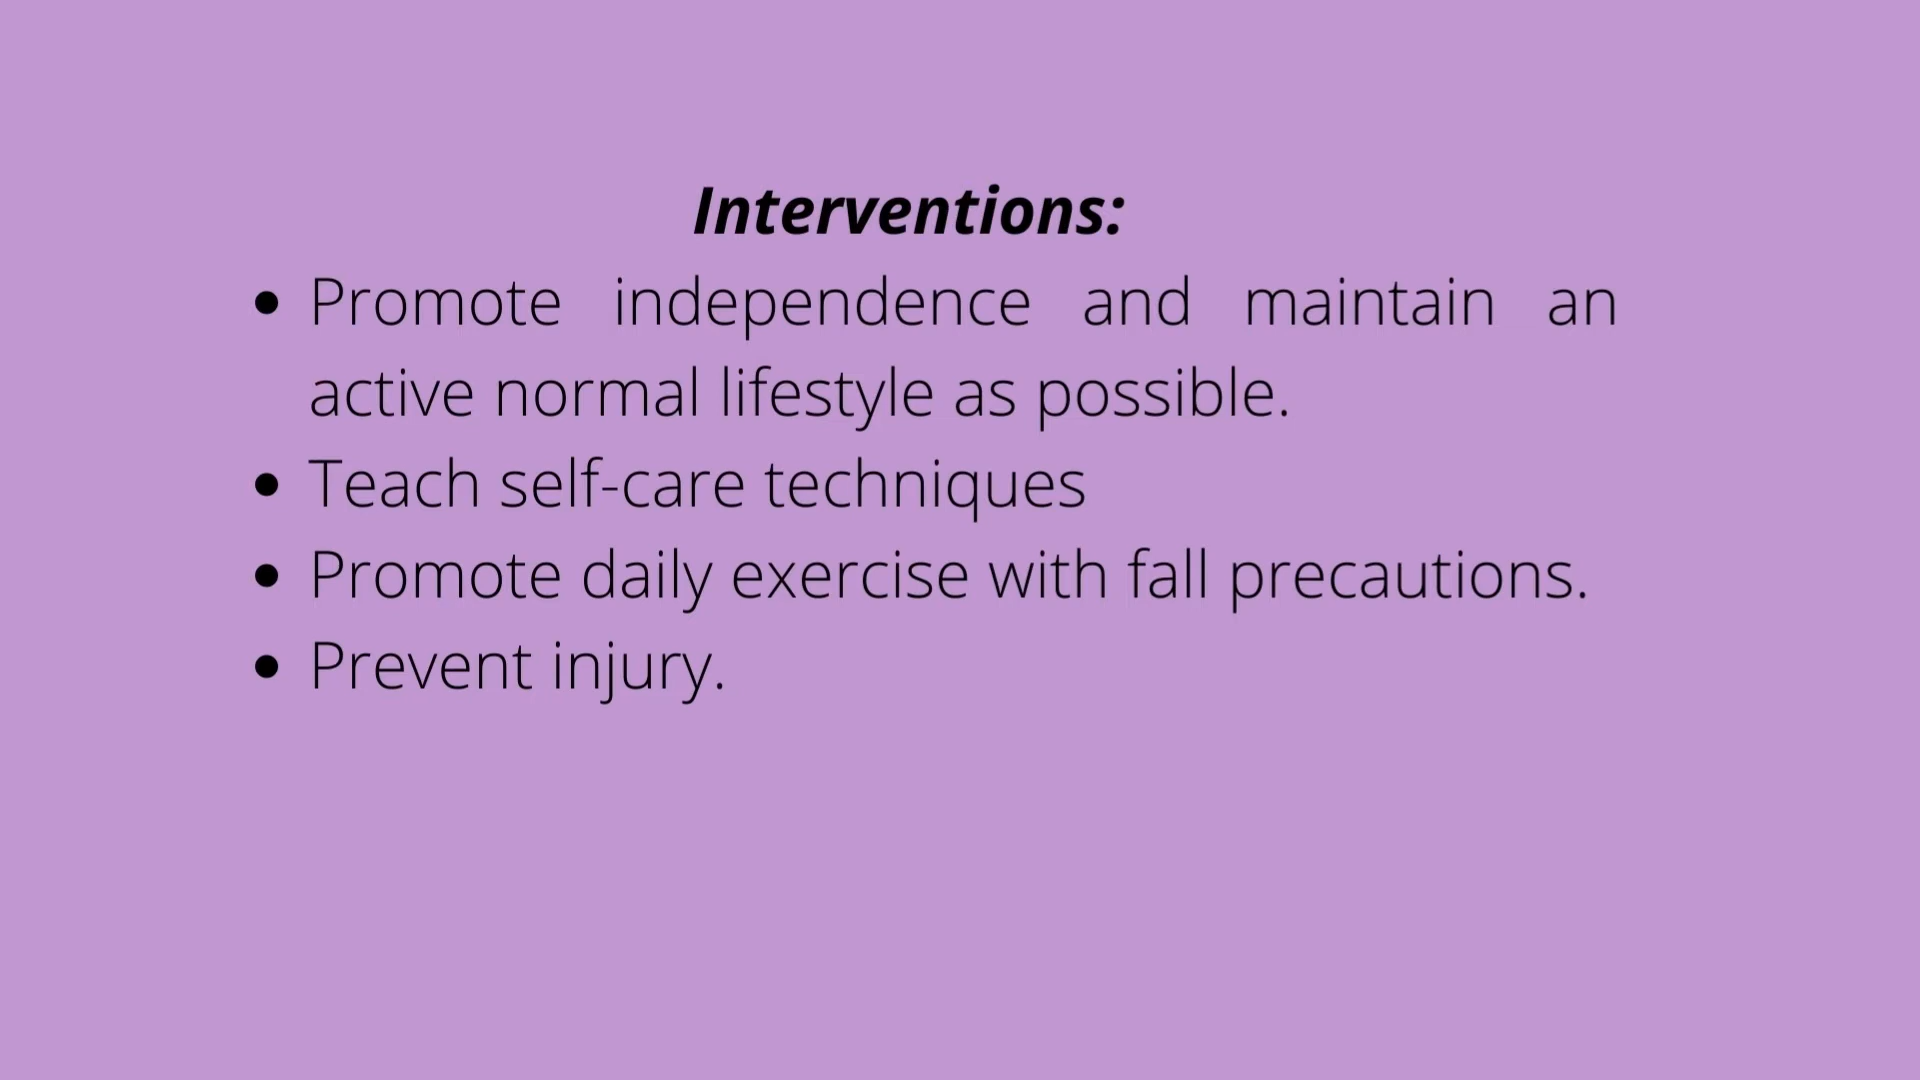 Interventions:
• Promote independence and maintain an
active normal lifestyle as possible.
• Teach self-care techniques
• Promote daily exercise with fall precautions.
• Prevent injury.